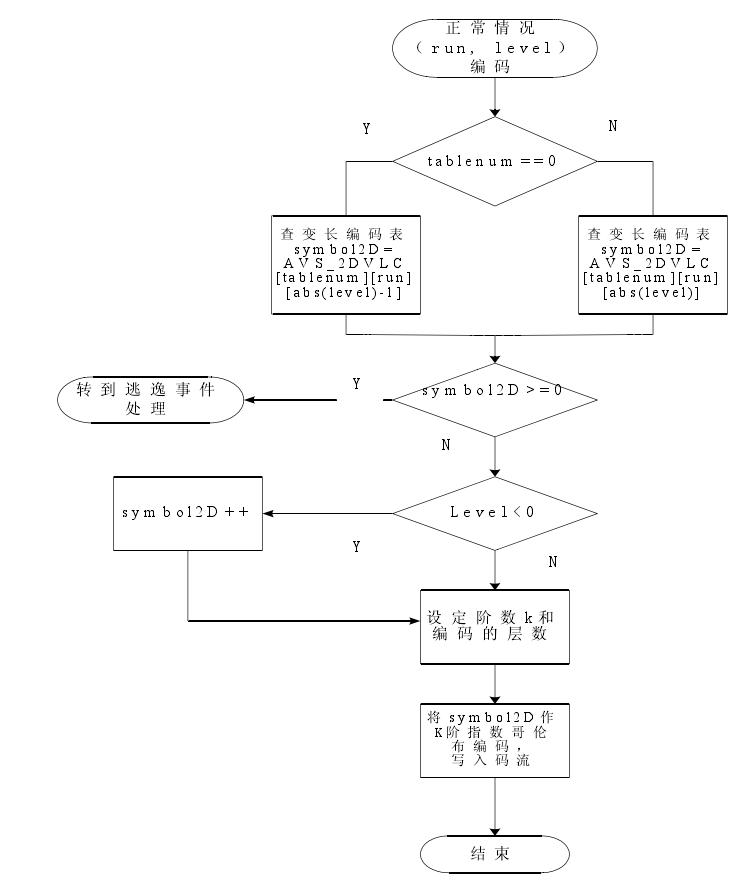 正常情况
（run, level）
编码
Y
N
tablenum==0
查变长编码表
symbol2D=
AVS_2DVLC
[tablenum][run]
[abs(level)-1]
查变长编码表
symbol2D=
AVS_2DVLC
[tablenum][run]
[abs(level)]
转到逃逸事件
处理
Y
symbol2D>=0
N
symbol2D++
Level<0
Y
N
设定阶数k和
编码的层数
将symbol2D作
K阶指数哥伦
布编码，
写入码流
结束